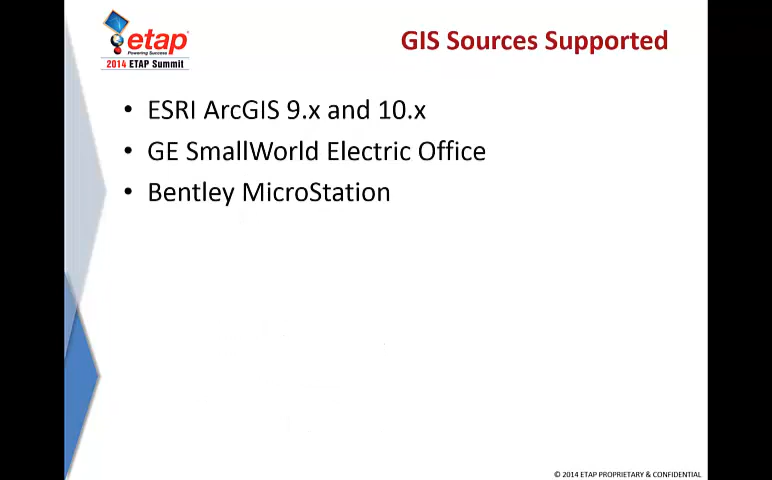 etap
Powering Success
2014 ETAP Summit
GIS Sources Supported
• ESRI ArcGIS 9.x and 10.x
• GE SmallWorld Electric Office
• Bentley MicroStation
© 2014 ETAP PROPRIETARY & CONFIDENTIAL